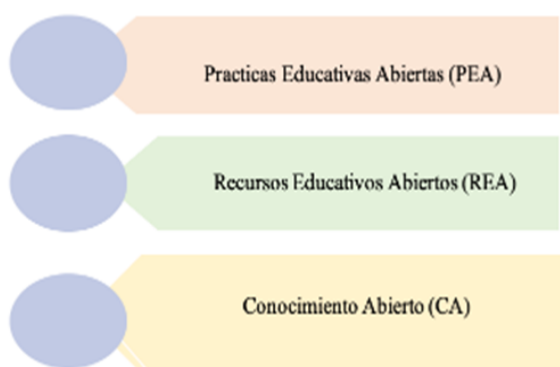 Practicas Educativas Abiertas (PEA)
Recursos Educativos Abiertos (REA)
Conocimiento Abierto (CA)